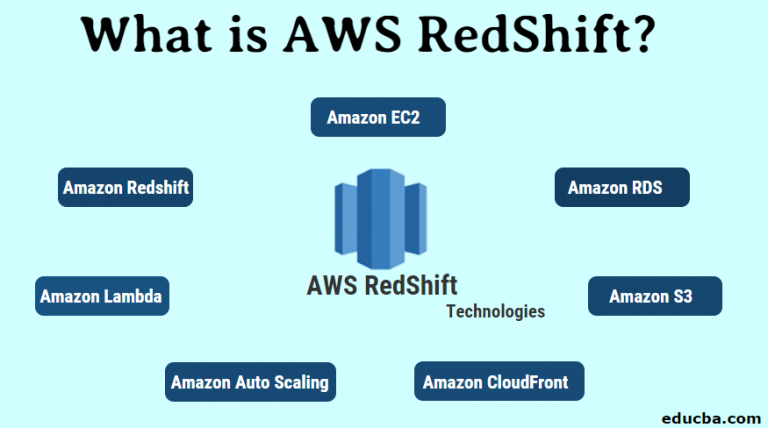 What is AWS RedShift?
Amazon EC2
Amazon Redshift
Amazon RDS
AWS RedShift
Technologies
Amazon Lambda
Amazon S3
Amazon Auto Scaling
Amazon CloudFront
educba.com